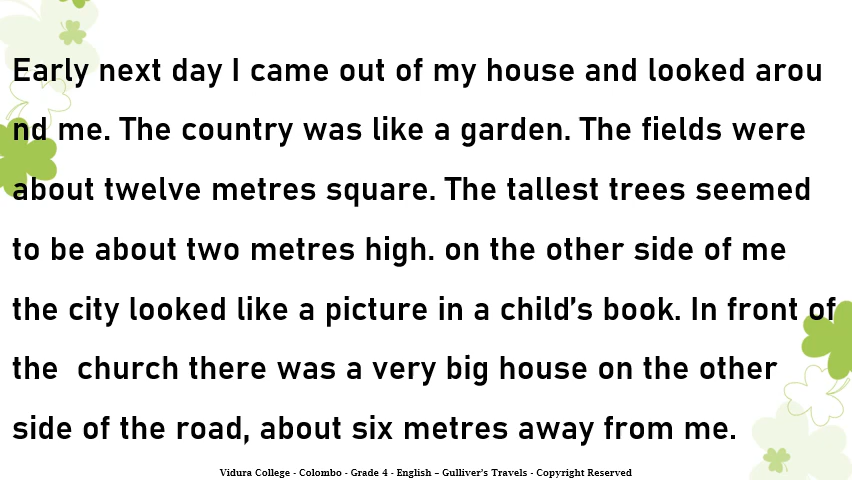 Early next day I came out of my house and looked arou
nd me. The country was like a garden. The fields were
about twelve metres square. The tallest trees seemed
to be about two metres high. on the other side of me
the city looked like a picture in a child’s book. In front of
the  church there was a very big house on the other
side of the road, about six metres away from me.
Vidura College - Colombo - Grade 4 - English – Gulliver’s Travels - Copyright Reserved